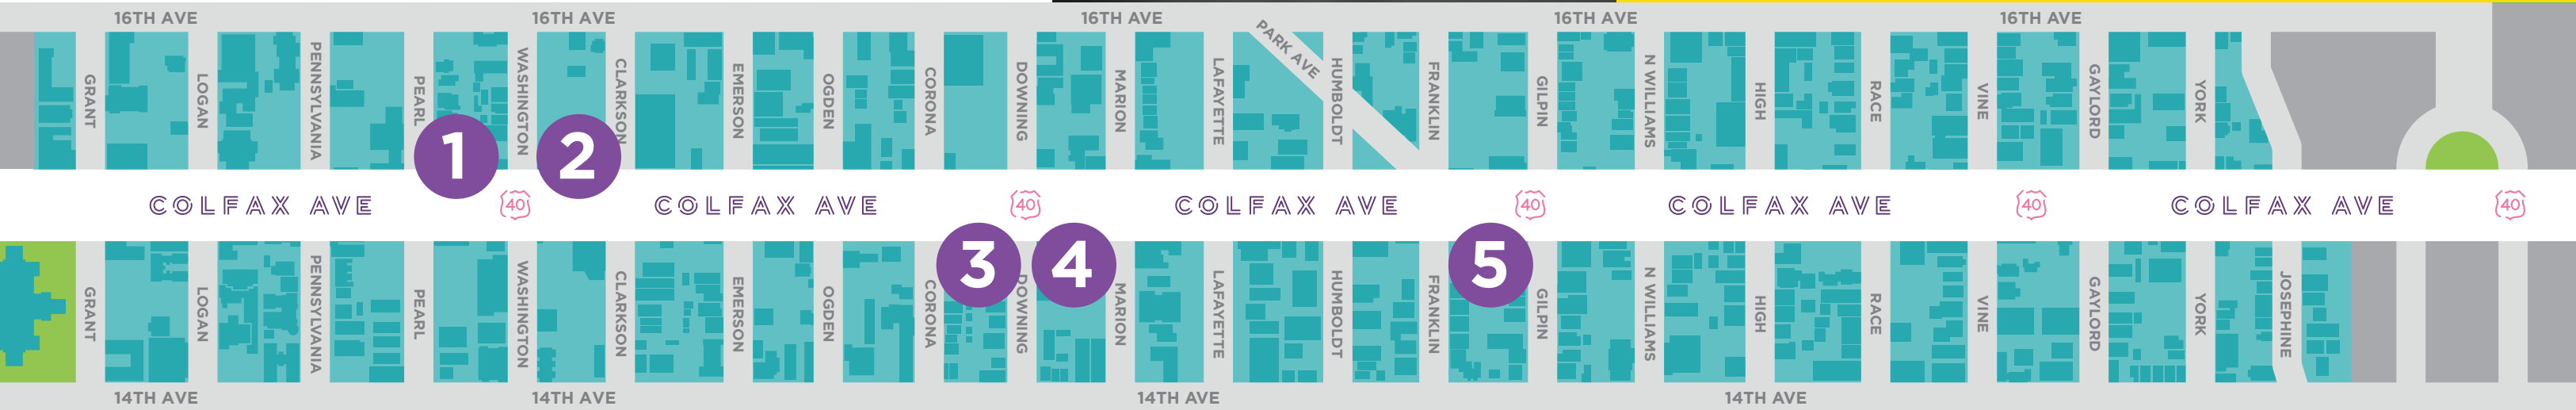 16TH AVE 16TH AVE 16TH AVE 16TH AVE 16TH AVE
PARK AVE
GRANT
LOGAN
PENNSYLVANIA
PEARL
WASHINGTON
CLARKSON
EMERSON
OGDEN
CORONA
DOWNING
MARION
LAFAYETTE
HUMBOLDT
FRANKLIN
GILPIN
N WILLIAMS
HIGH
RACE
VINE
GAYLORD
YORK
1 2
COLFAX AVE 40 COLFAX AVE 40 COLFAX AVE 40 COLFAX AVE 40 COLFAX AVE 40
3 4 5
GRANT
LOGAN
PENNSYLVANIA
PEARL
WASHINGTON
CLARKSON
EMERSON
OGDEN
CORONA
DOWNING
MARION
LAFAYETTE
HUMBOLDT
FRANKLIN
GILPIN
N WILLIAMS
HIGH
RACE
VINE
GAYLORD
YORK
JOSEPHINE
14TH AVE 14TH AVE 14TH AVE 14TH AVE